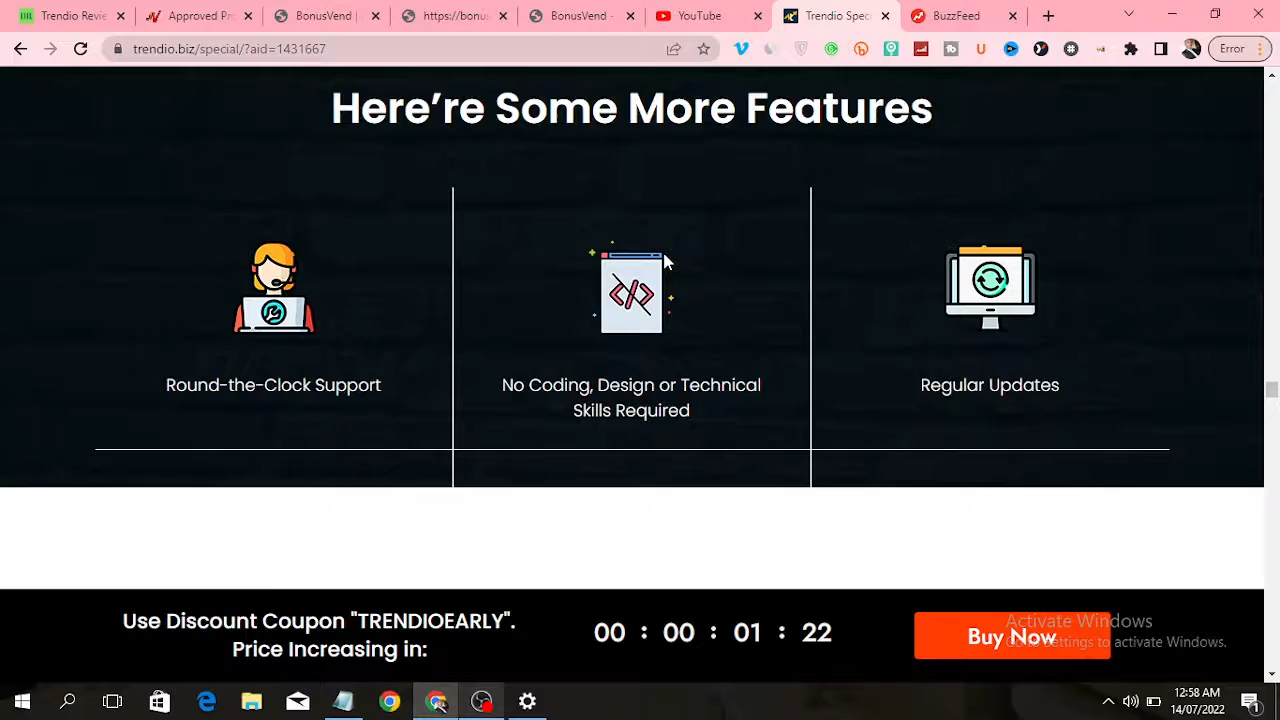 Trendio Revie
Approved Pr
BonusVend |
https://bonus
BonusVend -
YouTube
Trendio Spec
BuzzFeed
trendio.biz/special/?aid=1431667
Error
Here're Some More Features
Round-the-Clock Support
No Coding, Design or Technical
Skills Required
Regular Updates
Use Discount Coupon "TRENDIOEARLY".
Price Increasing in:
00 : 00 : 01 : 22
Buy Now
Activate Windows
Go to Settings to activate Windows.
12:58 AM
14/07/2022